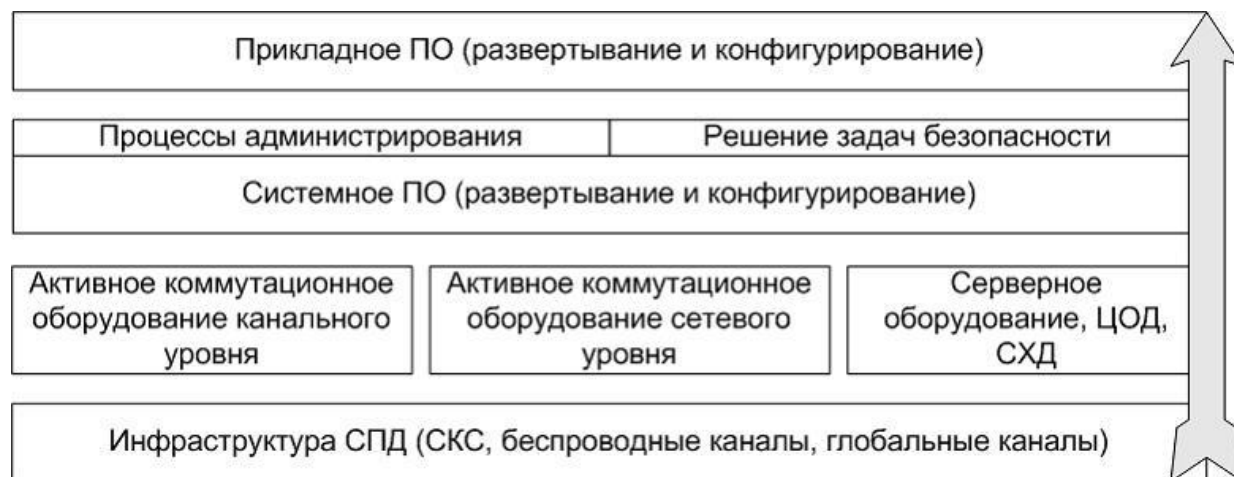 Прикладное ПО (развертывание и конфигурирование)
Процессы администрирования
Решение задач безопасности
Системное ПО (развертывание и конфигурирование)
Активное коммутационное
оборудование канального
уровня
Активное коммутационное
оборудование сетевого
уровня
Серверное
оборудование, ЦОД,
СХД
Инфраструктура СПД (СКС, беспроводные каналы, глобальные каналы)